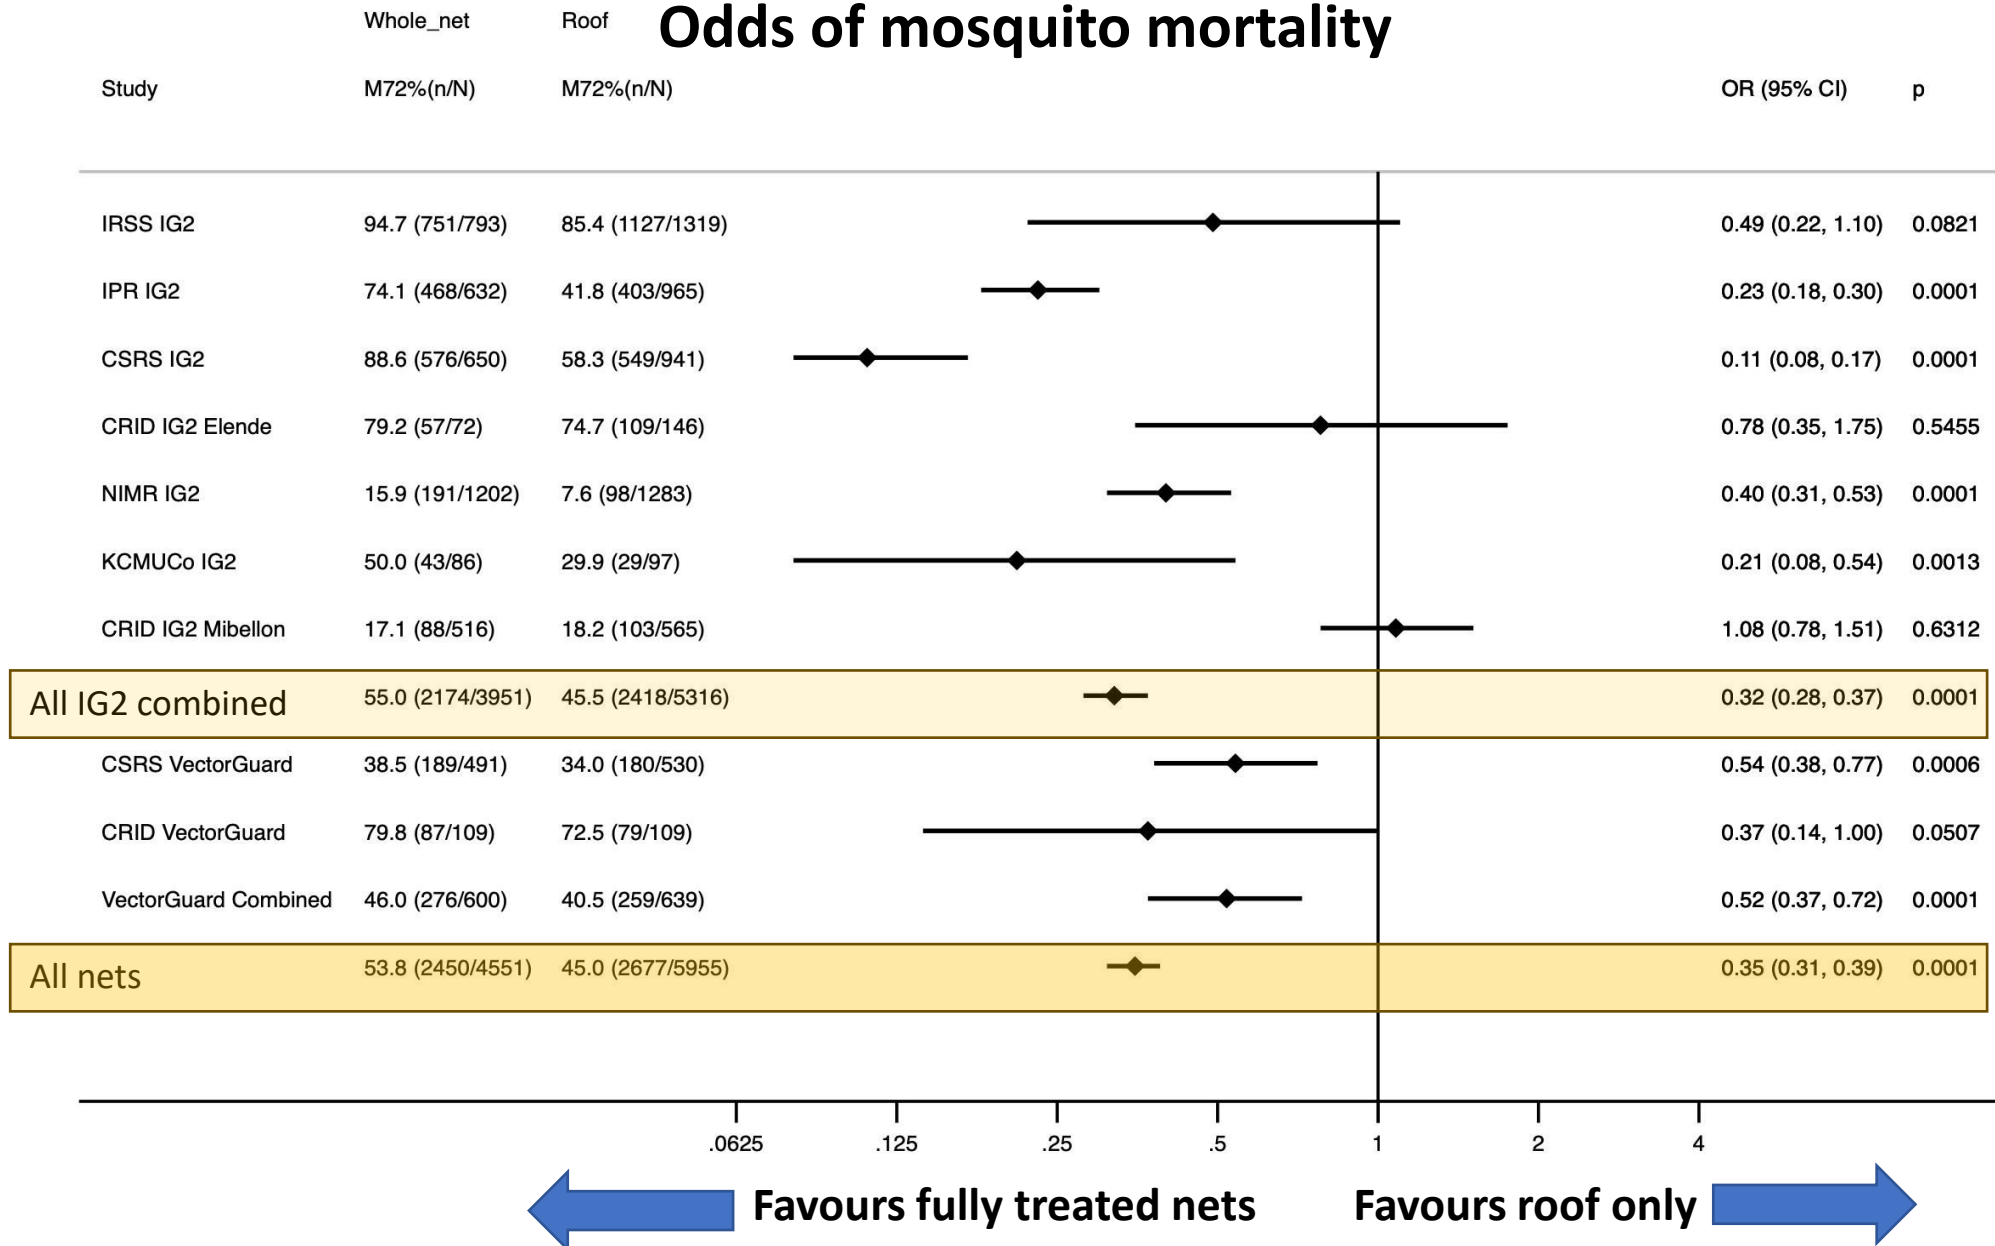 Odds of mosquito mortality
Whole_net Roof
Study M72%(n/N) M72%(n/N) OR (95% CI) p
IRSS IG2 94.7 (751/793) 85.4 (1127/1319) 0.49 (0.22, 1.10) 0.0821
IPR IG2 74.1 (468/632) 41.8 (403/965) 0.23 (0.18, 0.30) 0.0001
CSRS IG2 88.6 (576/650) 58.3 (549/941) 0.11 (0.08, 0.17) 0.0001
CRID IG2 Elende 79.2 (57/72) 74.7 (109/146) 0.78 (0.35, 1.75) 0.5455
NIMR IG2 15.9 (191/1202) 7.6 (98/1283) 0.40 (0.31, 0.53) 0.0001
KCMUCo IG2 50.0 (43/86) 29.9 (29/97) 0.21 (0.08, 0.54) 0.0013
CRID IG2 Mibellon 17.1 (88/516) 18.2 (103/565) 1.08 (0.78, 1.51) 0.6312
All IG2 combined 55.0 (2174/3951) 45.5 (2418/5316) 0.32 (0.28, 0.37) 0.0001
CSRS VectorGuard 38.5 (189/491) 34.0 (180/530) 0.54 (0.38, 0.77) 0.0006
CRID VectorGuard 79.8 (87/109) 72.5 (79/109) 0.37 (0.14, 1.00) 0.0507
VectorGuard Combined 46.0 (276/600) 40.5 (259/639) 0.52 (0.37, 0.72) 0.0001
All nets 53.8 (2450/4551) 45.0 (2677/5955) 0.35 (0.31, 0.39) 0.0001
.0625 .125 .25 .5 1 2 4
Favours fully treated nets Favours roof only